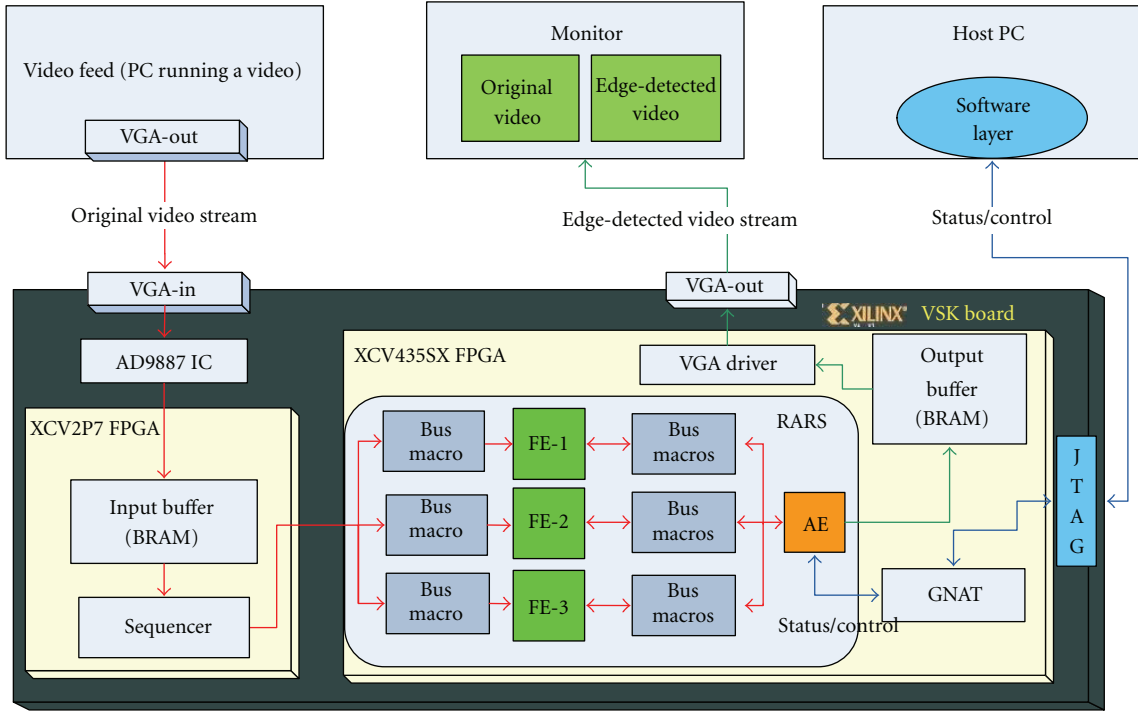 Video feed (PC running a video)
VGA-out
Original video stream
Monitor
Original
video
Edge-detected
video
Edge-detected video stream
Host PC
Software
layer
Status/control
VGA-in
VGA-out
XILINX® VSK board
AD9887 IC
XCV2P7 FPGA
Input buffer
(BRAM)
Sequencer
XCV435SX FPGA
VGA driver
Output
buffer
(BRAM)
RARS
Bus
macro
FE-1
Bus
macros
Bus
macro
FE-2
Bus
macros
AE
Bus
macro
FE-3
Bus
macros
Status/control
GNAT
J
T
A
G